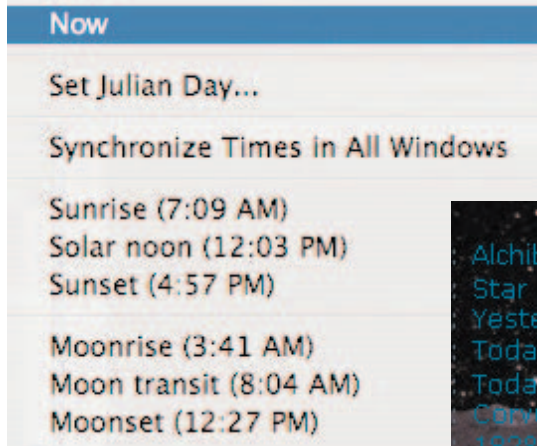 Now
Set Julian Day...
Synchronize Times in All Windows
Sunrise (7:09 AM)
Solar noon (12:03 PM)
Sunset (4:57 PM)
Moonrise (3:41 AM)
Moon transit (8:04 AM)
Moonset (12:27 PM)
Star